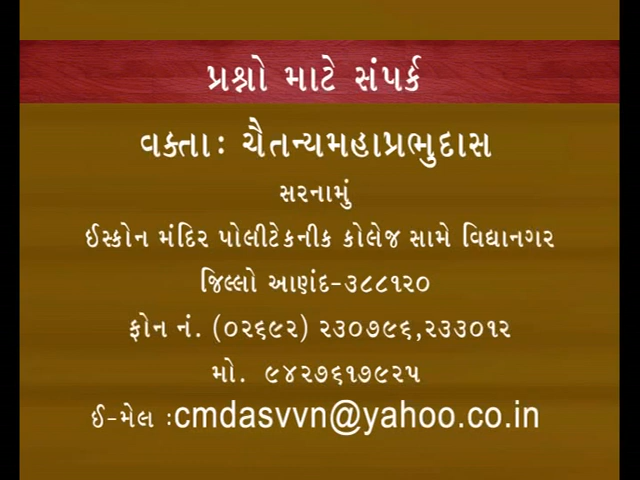 પ્રશ્નો માટે સંપર્ક
વક્તા: ચૈતન્યમહાપ્રભુદાસ
સરનામું
ઈસ્કોન મંદિર પોલીટેકનીક કોલેજ સામે વિદ્યાનગર
જિલ્લો આણંદ-૩૮૮૧૨૦
ફોન નં. (૦૨૬૯૨) ૨૩૦૭૯૬,૨૩૩૦૧૨
મો. ૯૪૨૭૬૧૭૯૨૫
ઈ-મેલ :cmdasvvn@yahoo.co.in